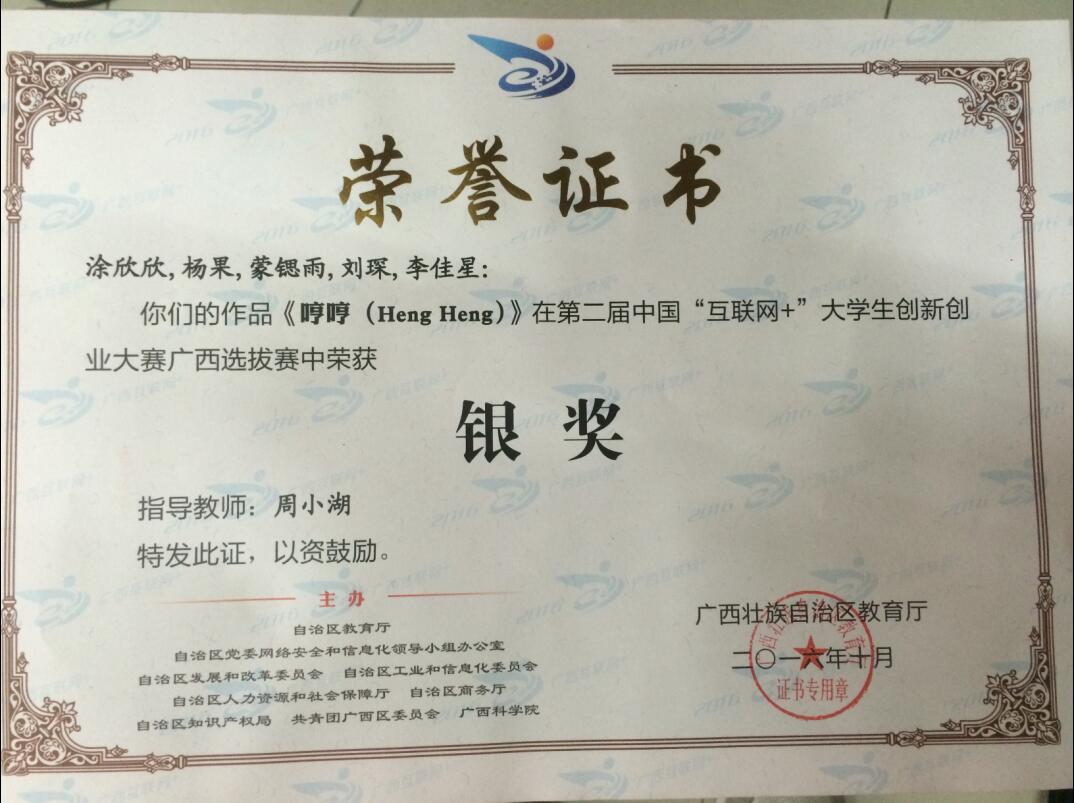 荣誉证书
涂欣欣,杨果,蒙锶雨,刘琛,李佳星:
你们的作品《哼哼（Heng Heng）》在第二届中国“互联网+”大学生创新创
业大赛广西选拔赛中荣获
银奖
指导教师：周小湖
特发此证，以资鼓励。
主办
自治区教育厅
自治区党委网络安全和信息化领导小组办公室
自治区发展和改革委员会 自治区工业和信息化委员会
自治区人力资源和社会保障厅 自治区商务厅
自治区知识产权局 共青团广西区委员会 广西科学院
广西壮族自治区教育厅
二〇一六年十月
证书专用章